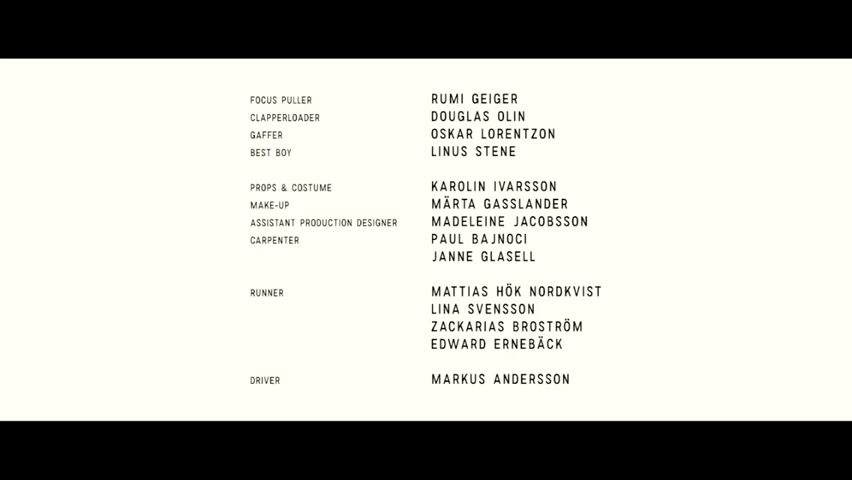 FOCUS PULLER RUMI GEIGER
CLAPPERLOADER DOUGLAS OLIN
GAFFER OSKAR LORENTZON
BEST BOY LINUS STENE
PROPS & COSTUME KAROLIN IVARSSON
MAKE-UP MÄRTA GASSLANDER
ASSISTANT PRODUCTION DESIGNER MADELEINE JACOBSSON
CARPENTER PAUL BAJNOCI
JANNE GLASELL
RUNNER MATTIAS HÖK NORDKVIST
LINA SVENSSON
ZACKARIAS BROSTRÖM
EDWARD ERNEBÄCK
DRIVER MARKUS ANDERSSON